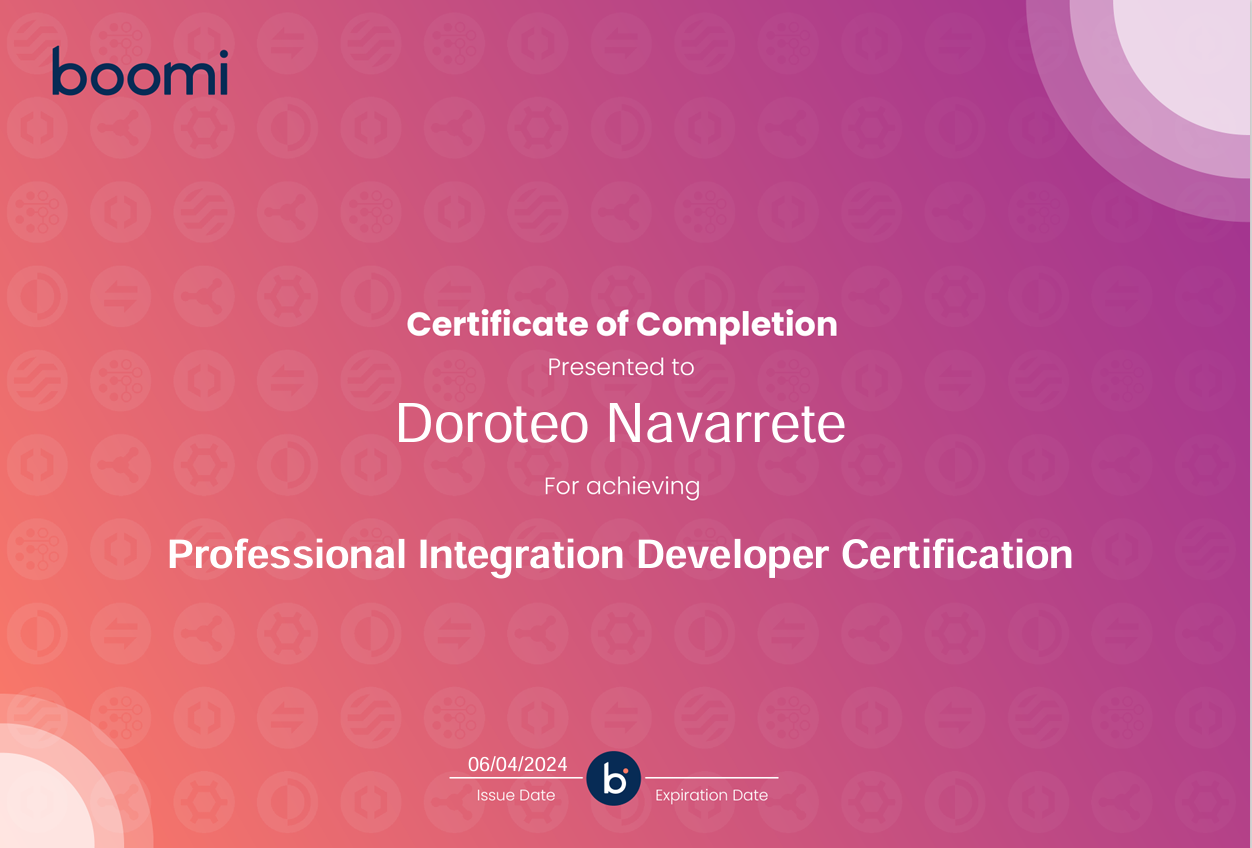 boomi
Certificate of Completion
Presented to
Doroteo Navarrete
For achieving
Professional Integration Developer Certification
06/04/2024
b
Issue Date
Expiration Date